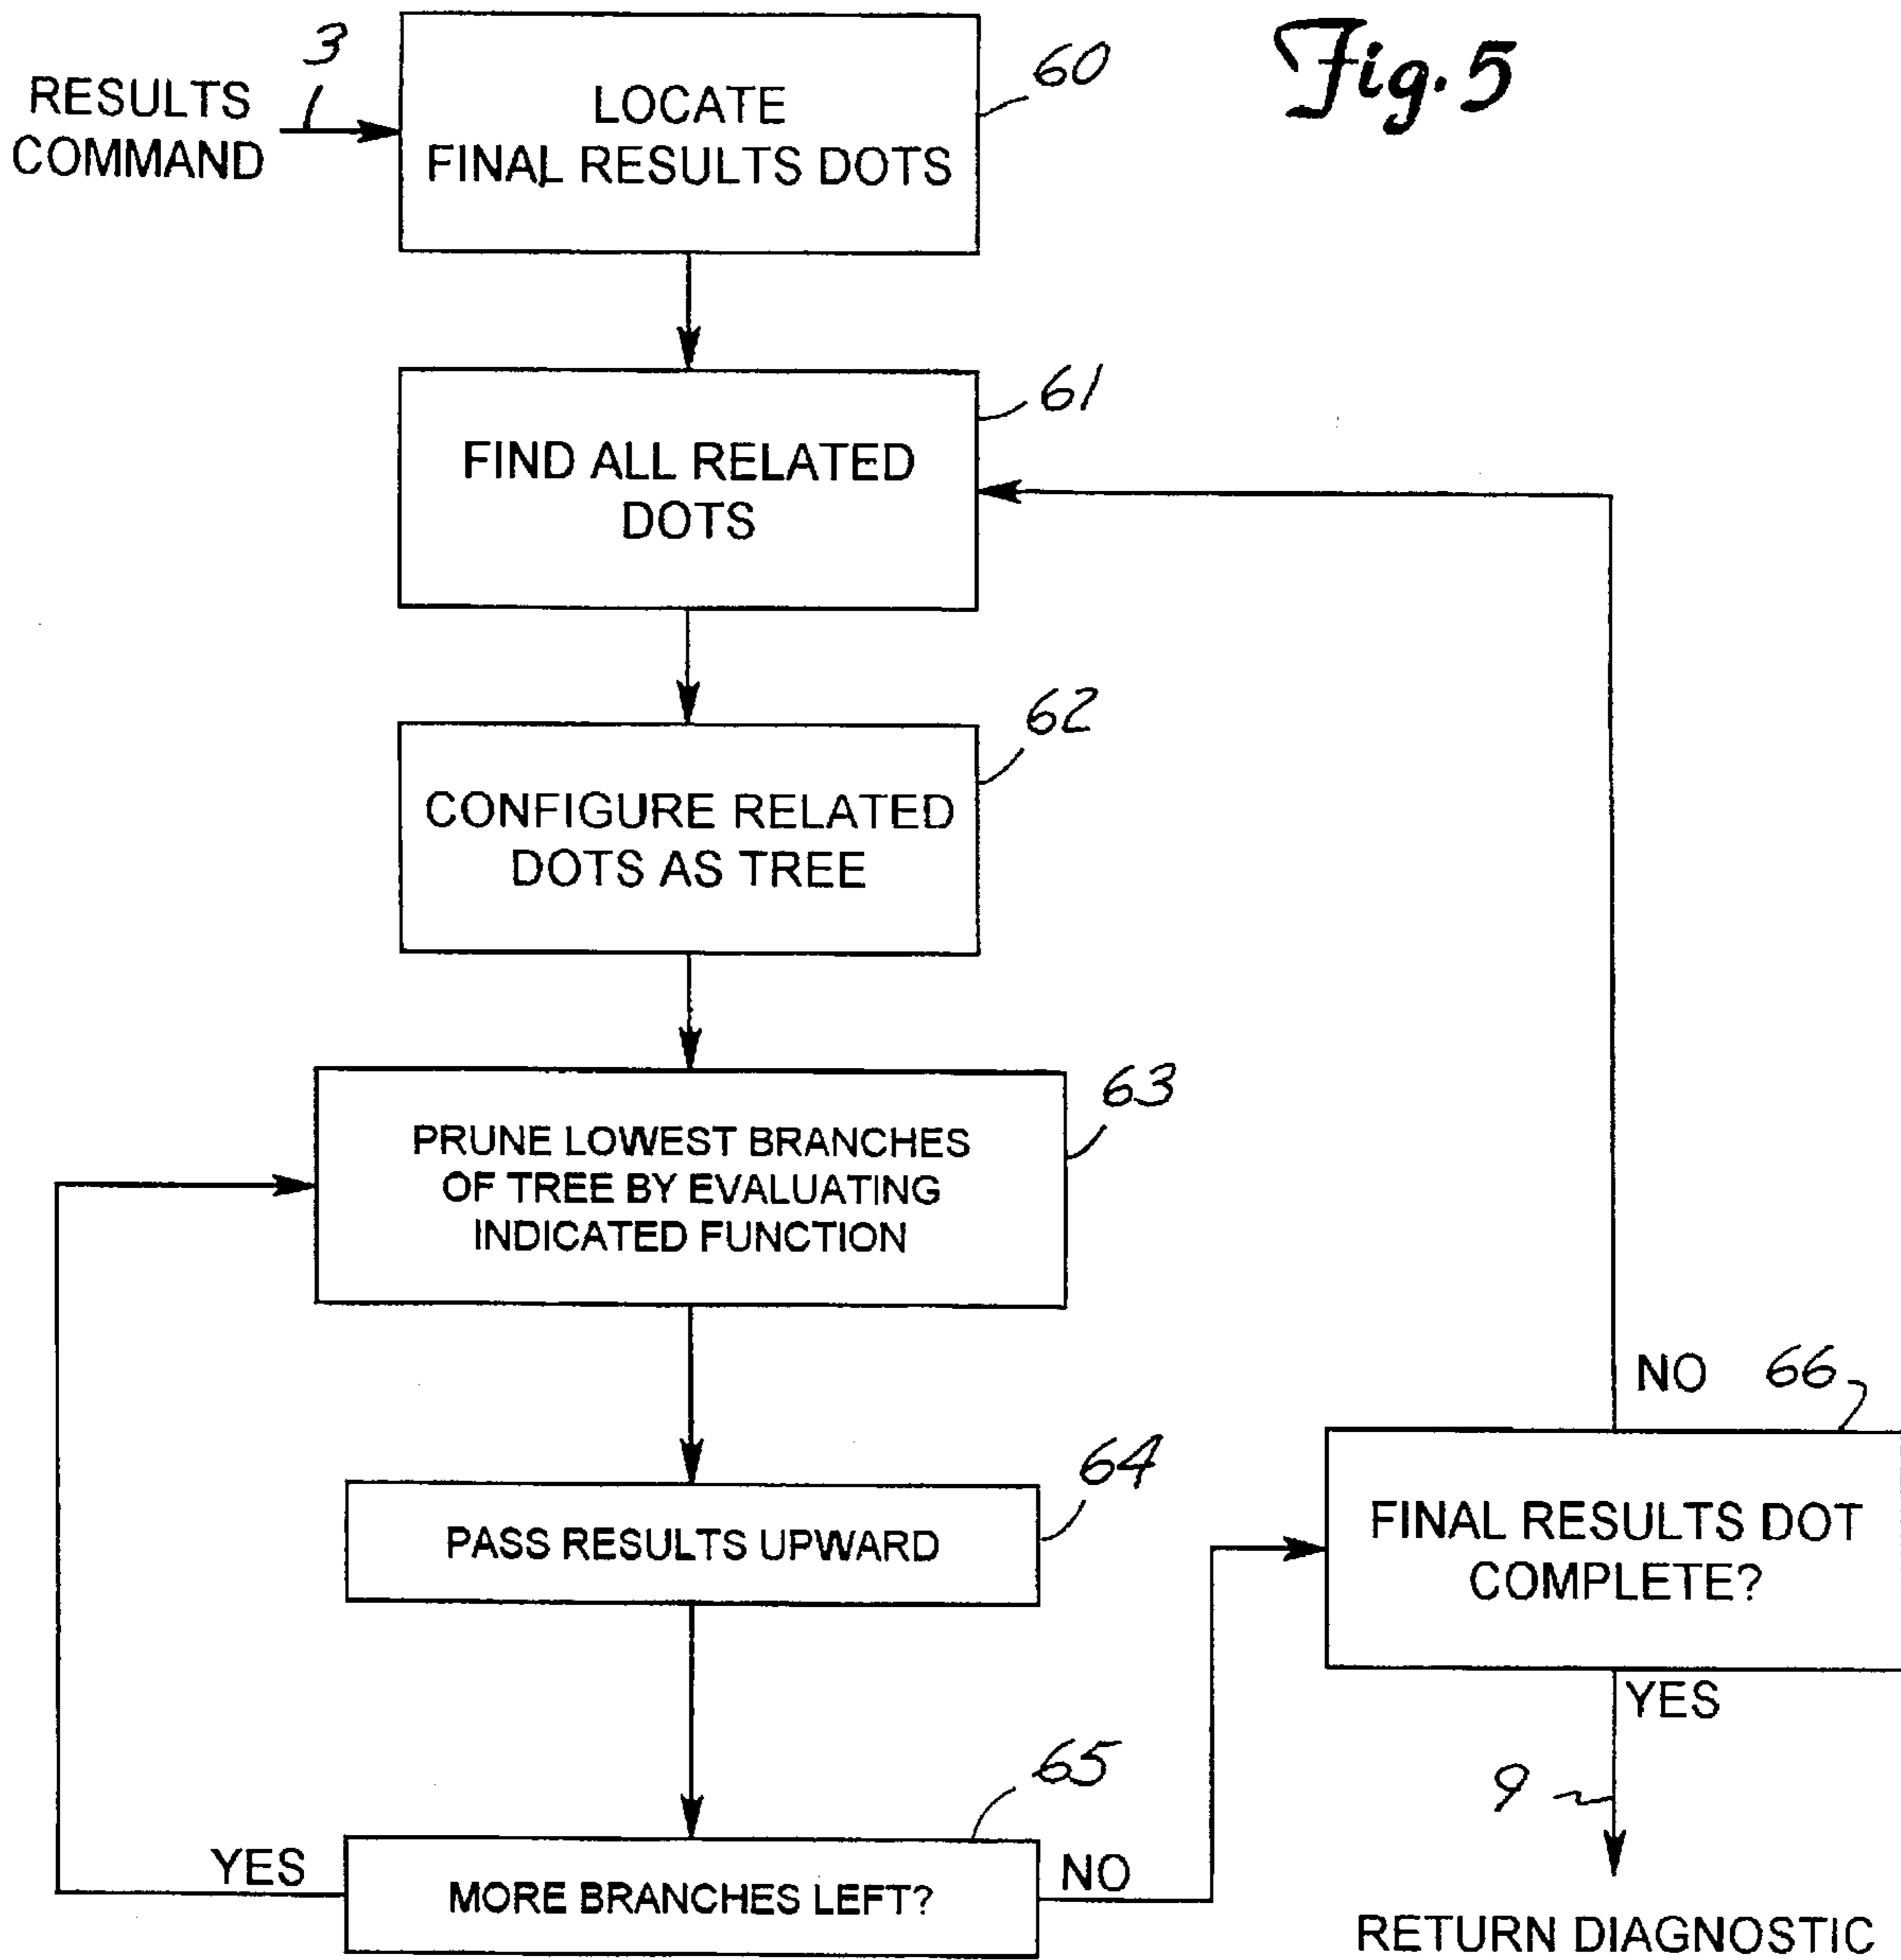 Fig. 5
3
RESULTS
COMMAND
60
LOCATE
FINAL RESULTS DOTS
61
FIND ALL RELATED
DOTS
62
CONFIGURE RELATED
DOTS AS TREE
63
PRUNE LOWEST BRANCHES
OF TREE BY EVALUATING
INDICATED FUNCTION
64
PASS RESULTS UPWARD
65
YES
MORE BRANCHES LEFT?
NO
NO
66
FINAL RESULTS DOT
COMPLETE?
YES
9
RETURN DIAGNOSTIC